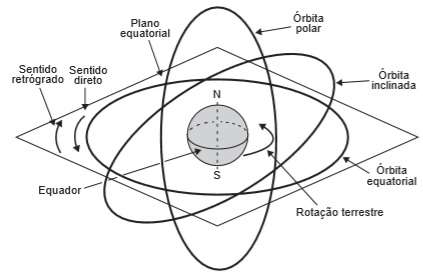 Órbita
polar
Plano
equatorial
Sentido
retrógrado
Sentido
direto
Órbita
inclinada
N
S
Equador
Órbita
equatorial
Rotação terrestre